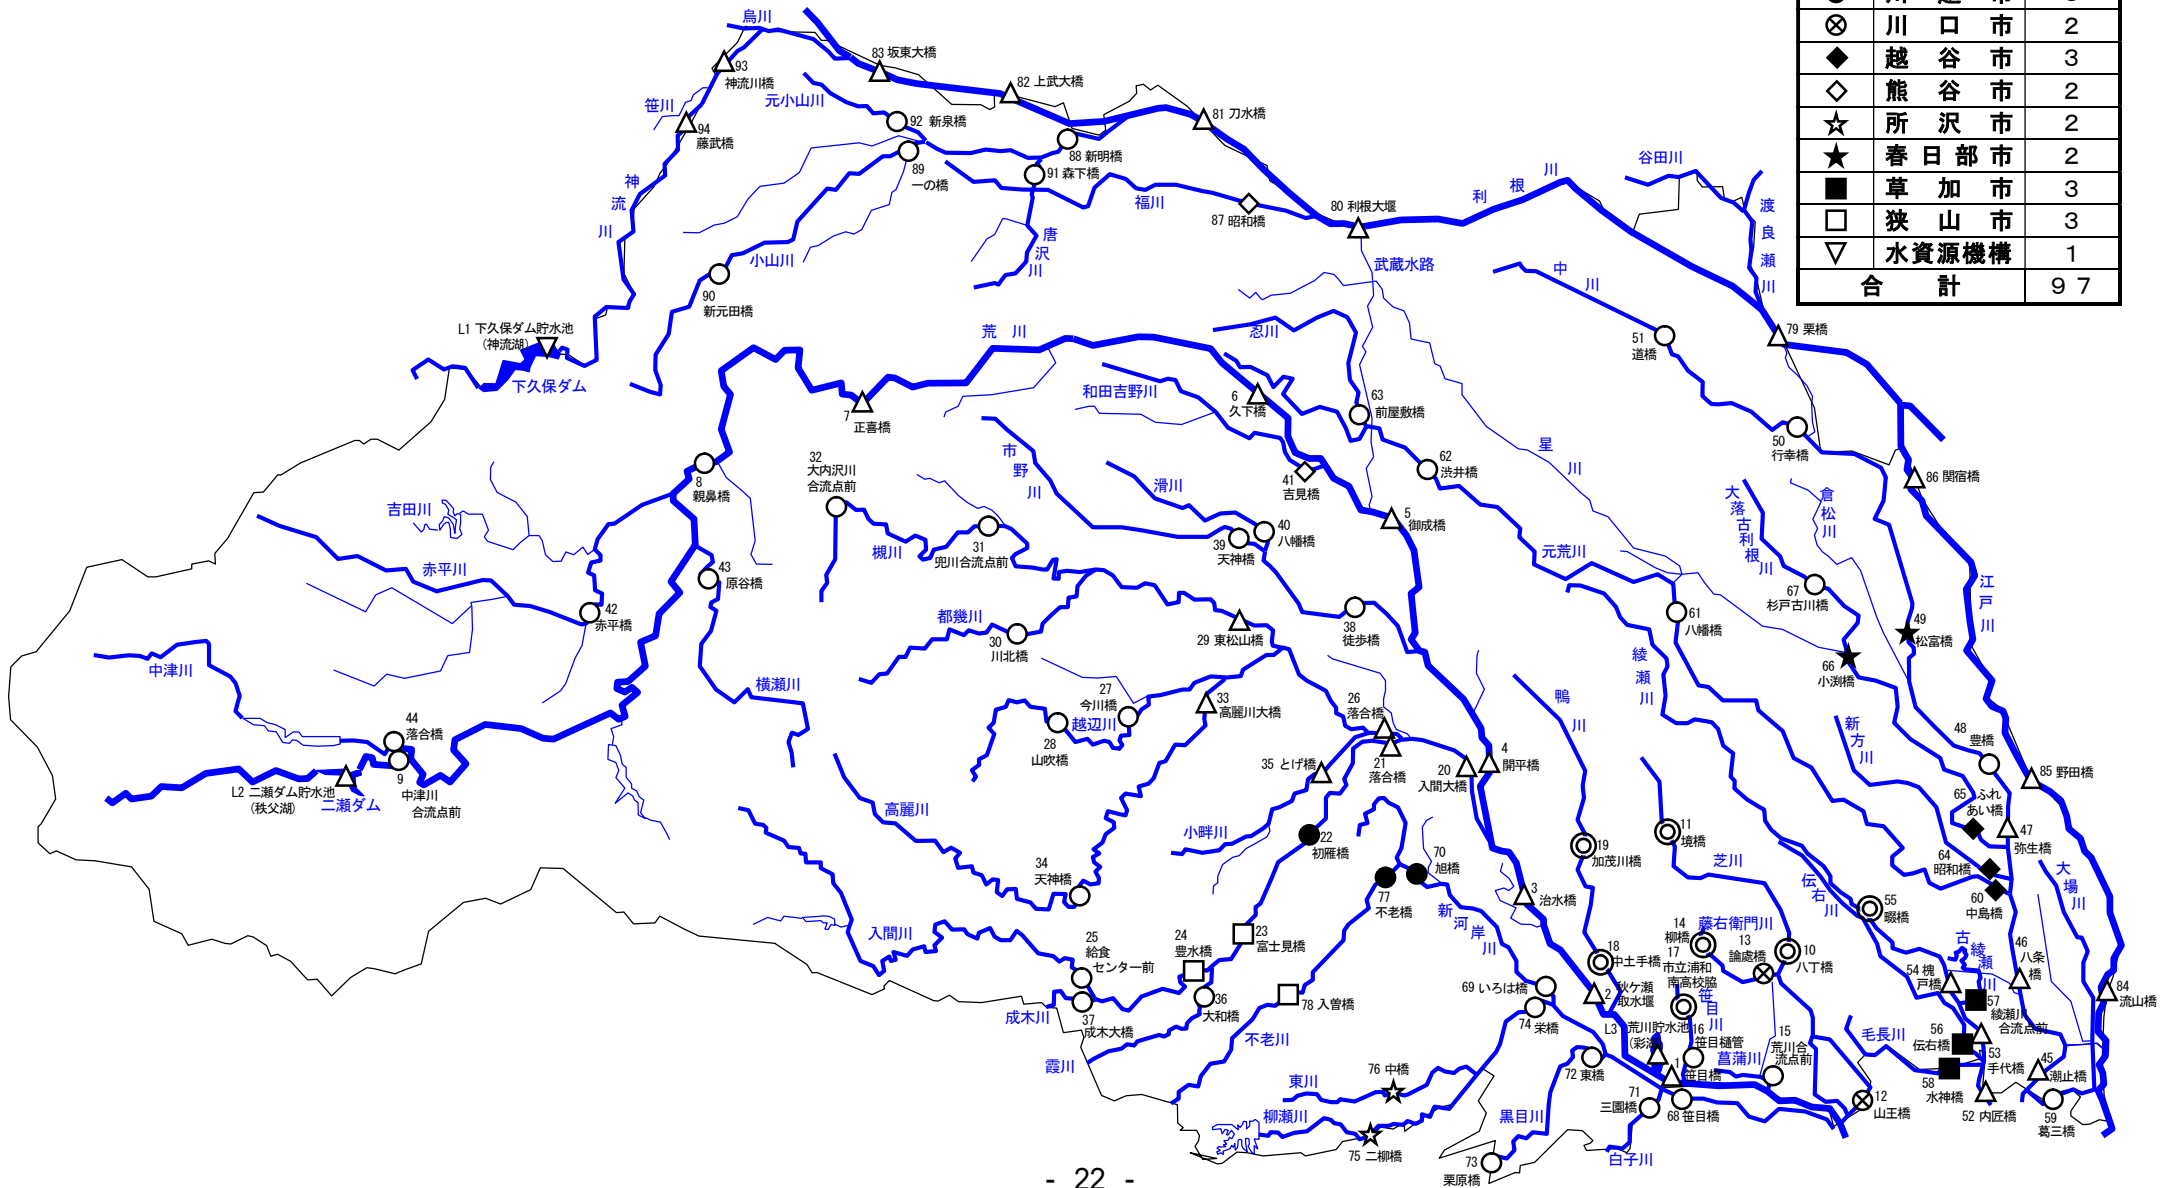 川 越 市
⊗ 川 口 市 2
◆ 越 谷 市 3
◇ 熊 谷 市 2
☆ 所 沢 市 2
★ 春日部市 2
■ 草 加 市 3
□ 狭 山 市 3
▽ 水資源機構 1
合 計 97
烏川
93
神流川橋
83 坂東大橋
82 上武大橋
元小山川
笹川
92 新泉橋
94
藤武橋
81 刀水橋
88 新明橋
89
一の橋
91 森下橋
神流川
福川
87 昭和橋
80 利根大堰
利根川
谷田川
渡良瀬川
唐沢川
小山川
90
新元田橋
武蔵水路
中川
L1 下久保ダム貯水池
(神流湖)
下久保ダム
荒川
忍川
51
道橋
79 栗橋
和田吉野川
6
久下橋
63
前屋敷橋
7
正喜橋
50
行幸橋
市野川
星川
32
大内沢川
合流点前
62
渋井橋
8
親鼻橋
滑川
41
吉見橋
86 関宿橋
大落古利根川
倉松川
吉田川
5
御成橋
40
八幡橋
39
天神橋
槻川
31
兜川合流点前
元荒川
赤平川
43
原谷橋
67
杉戸古川橋
江戸川
42
赤平橋
都幾川
30
川北橋
29 東松山橋
38
徒歩橋
61
八幡橋
49
松富橋
綾瀬川
66
小渕橋
中津川
横瀬川
27
今川橋
越辺川
28
山吹橋
33
高麗川大橋
26
落合橋
鴨川
新方川
44
落合橋
9
中津川
合流点前
L2 二瀬ダム貯水池
(秩父湖)
二瀬ダム
35 とげ橋
21
落合橋
20
入間大橋
4
開平橋
48
豊橋
85 野田橋
65 ふれ
あい橋
高麗川
小畔川
22
初雁橋
70
旭橋
19
加茂川橋
11
境橋
芝川
47
弥生橋
64
昭和橋
大場川
34
天神橋
77
不老橋
3
治水橋
伝右川
60
中島橋
55
畷橋
新河岸川
入間川
25
給食
センター前
24
豊水橋
23
富士見橋
14
柳橋
藤右衛門川
13
論處橋
10
八丁橋
18
中土手橋
17
市立浦和
南高校脇
古綾瀬川
46
八条
橋
54 槐
戸橋
84
流山橋
成木川
37
成木大橋
36
大和橋
78 入曽橋
69 いろは橋
74 栄橋
2
秋ケ瀬
取水堰
笹目川
57
綾瀬川
合流点前
霞川
不老川
L3
荒川貯水池
(彩湖)
16
笹目樋管
15
荒川合
流点前
毛長川
56
伝右橋
53
手代橋
45
潮止橋
東川
76 中橋
72 東橋
1
笹目橋
菖蒲川
58
水神橋
柳瀬川
75 二柳橋
黒目川
71
三園橋
68 笹目橋
12
山王橋
52 内匠橋
59
葛三橋
73
栗原橋
白子川
- 22 -